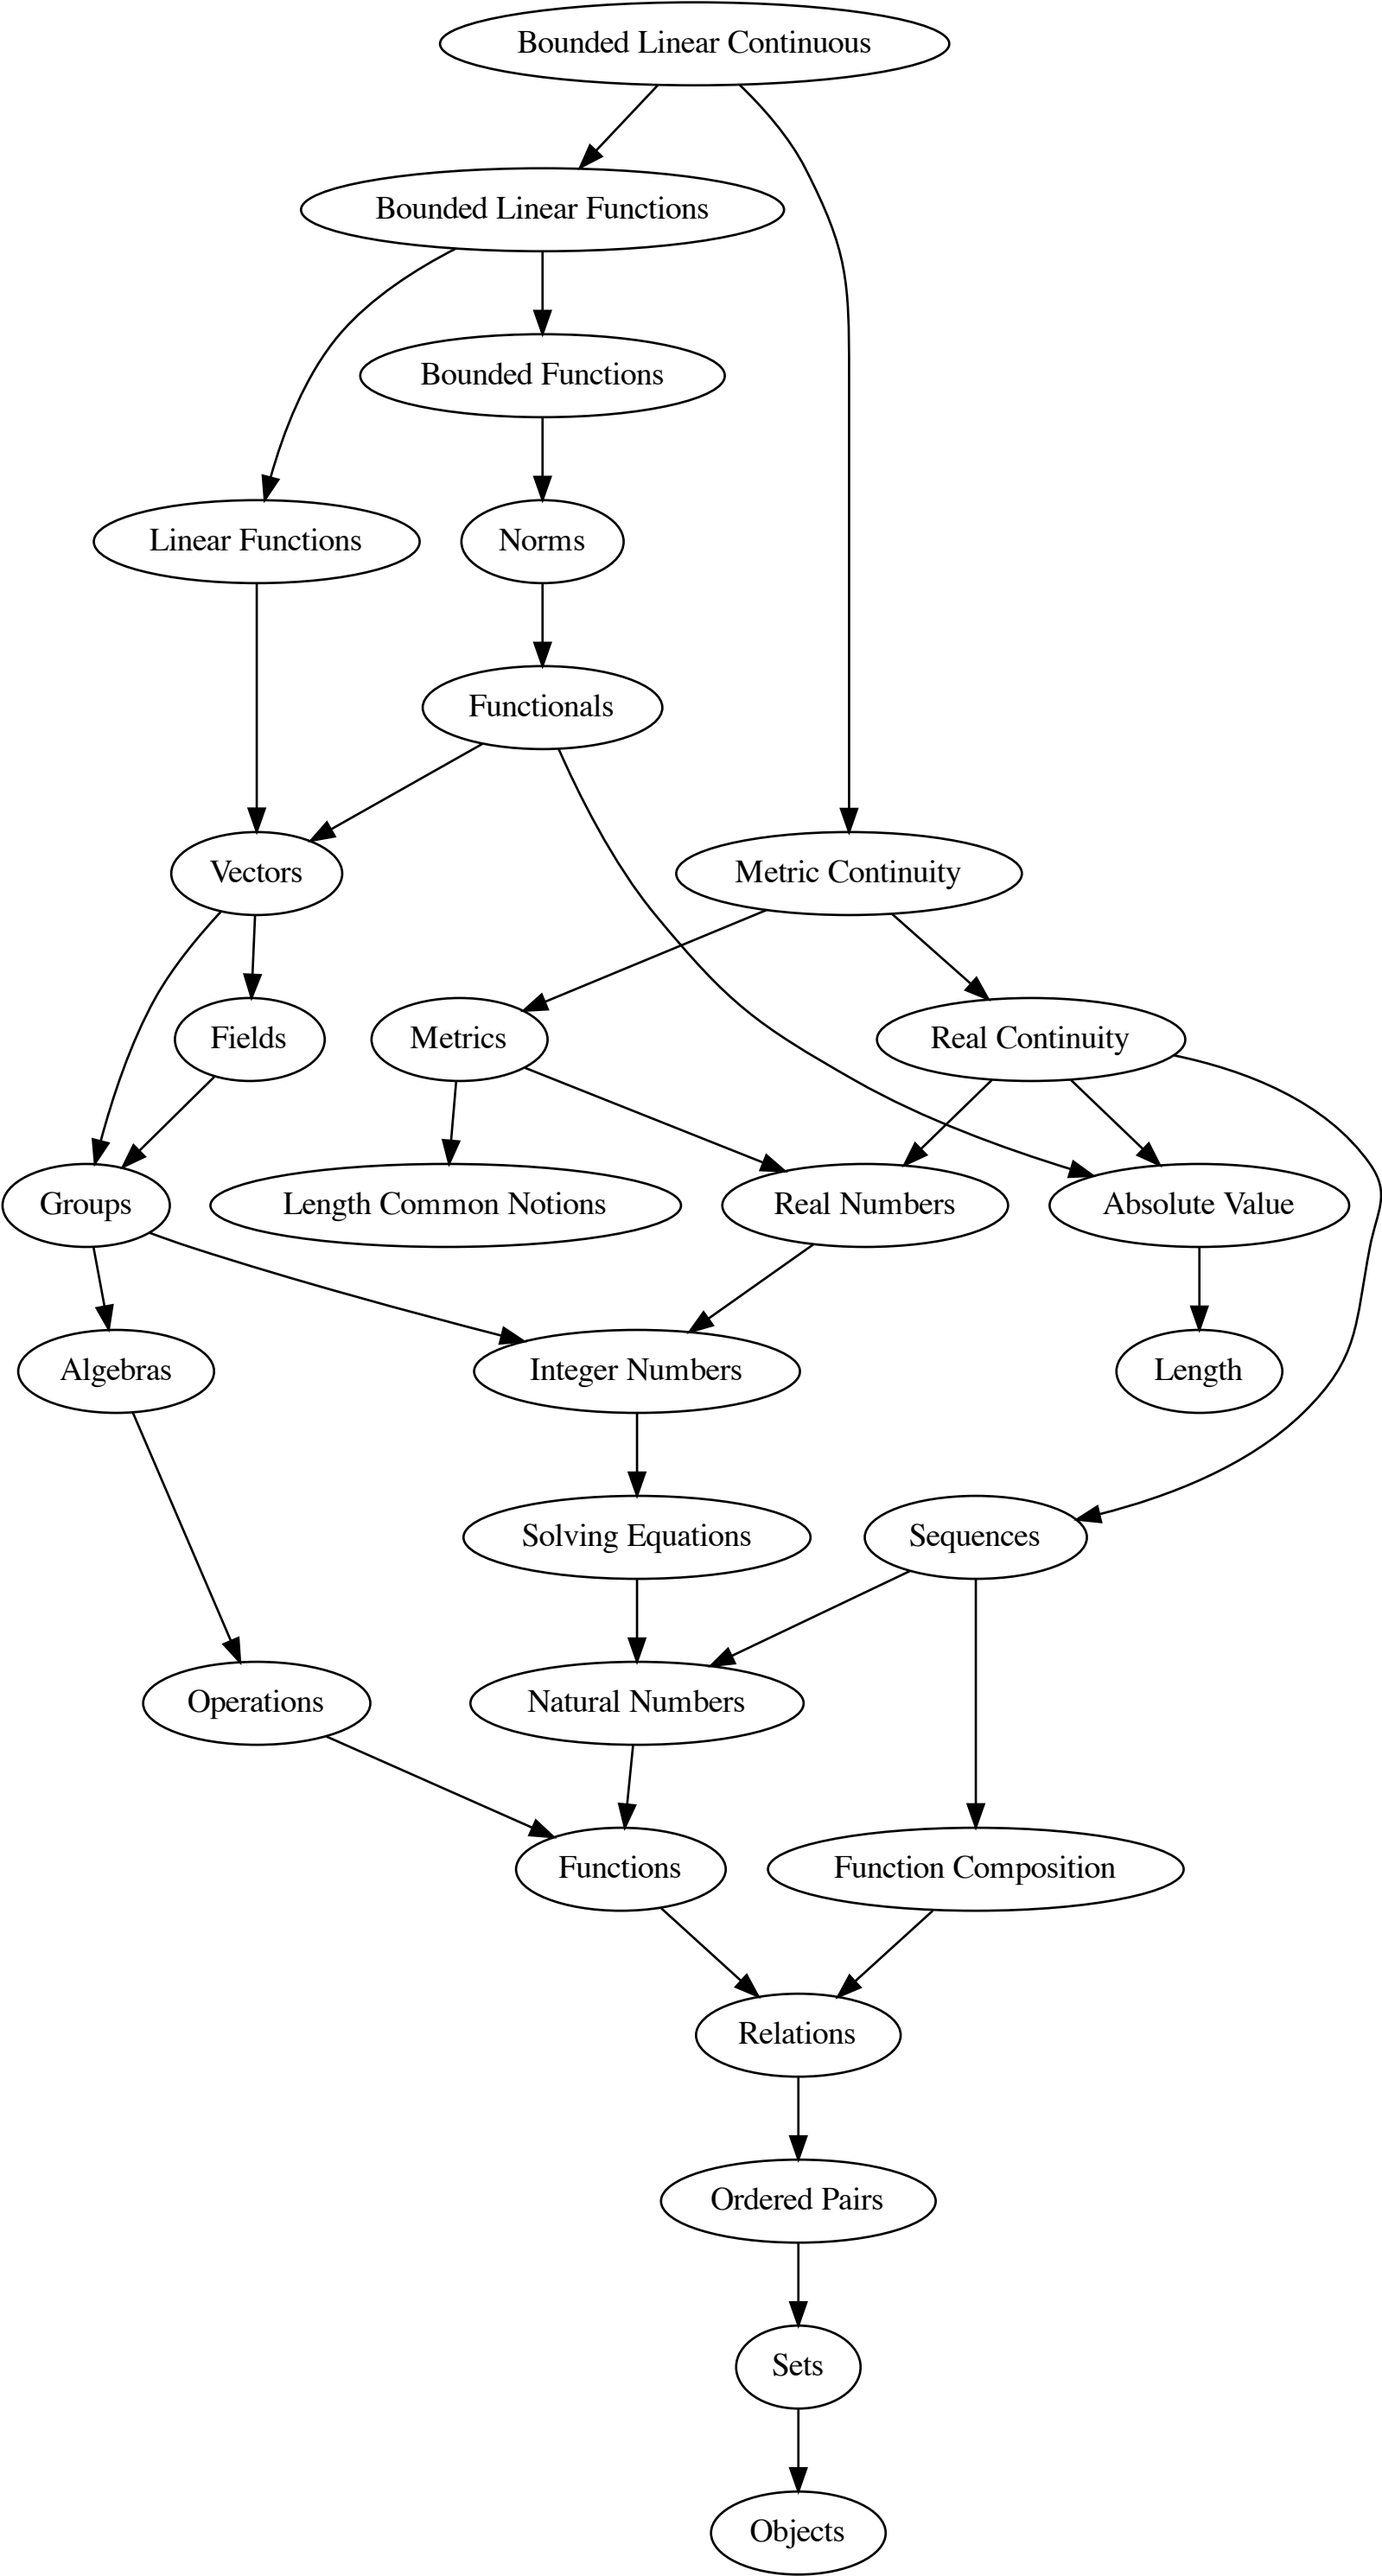 Bounded Linear Continuous
Bounded Linear Functions
Bounded Functions
Linear Functions
Norms
Functionals
Vectors
Metric Continuity
Fields
Metrics
Real Continuity
Groups
Length Common Notions
Real Numbers
Absolute Value
Algebras
Integer Numbers
Length
Solving Equations
Sequences
Operations
Natural Numbers
Functions
Function Composition
Relations
Ordered Pairs
Sets
Objects